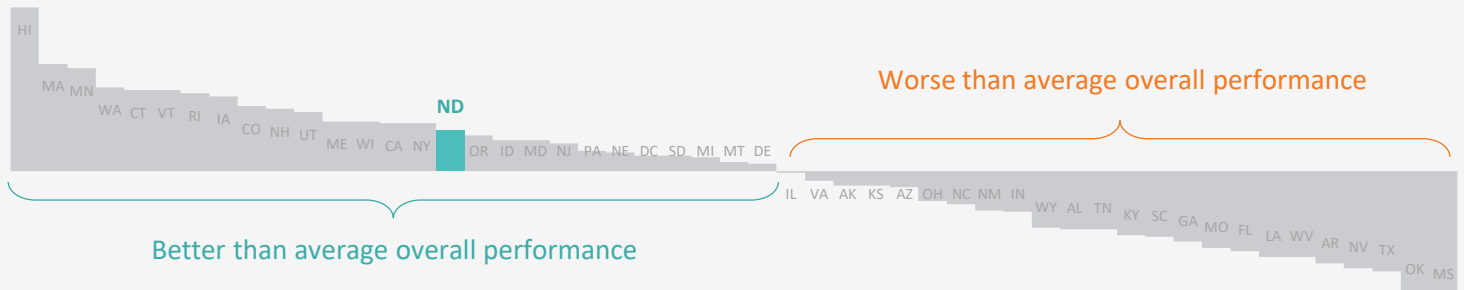 HI
MA
MN
WA
CT
VT
RI
IA
CO
NH
UT
ME
WI
CA
NY
ND
OR
ID
MD
NJ
PA
NE
DC
SD
MI
MT
DE
Better than average overall performance
Worse than average overall performance
IL
VA
AK
KS
AZ
OH
NC
NM
IN
WY
AL
TN
KY
SC
GA
MO
FL
LA
WV
AR
NV
TX
OK
MS